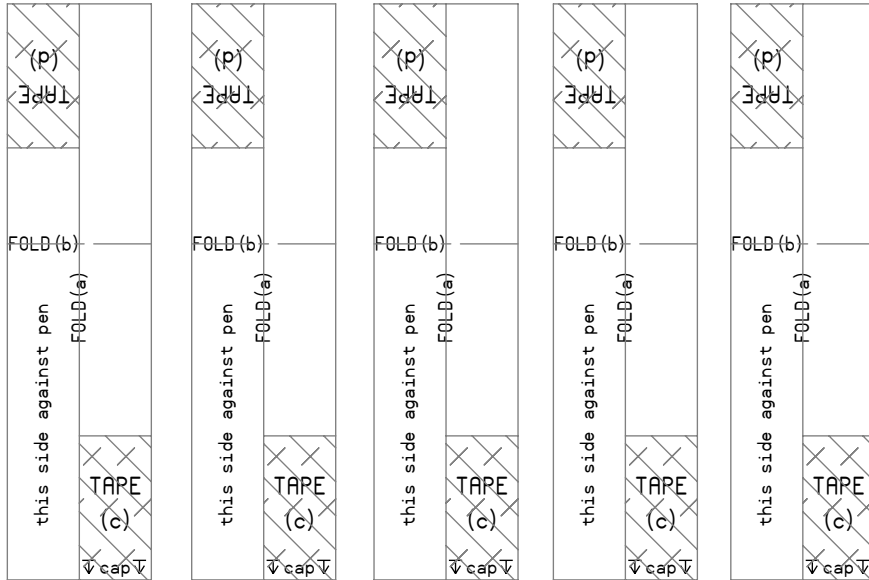 TAPE
(d)
FOLD(b)
FOLD(a)
this side against pen
TAPE
(c)
↓cap↓
TAPE
(d)
FOLD(b)
FOLD(a)
this side against pen
TAPE
(c)
↓cap↓
TAPE
(d)
FOLD(b)
FOLD(a)
this side against pen
TAPE
(c)
↓cap↓
TAPE
(d)
FOLD(b)
FOLD(a)
this side against pen
TAPE
(c)
↓cap↓
TAPE
(d)
FOLD(b)
FOLD(a)
this side against pen
TAPE
(c)
↓cap↓